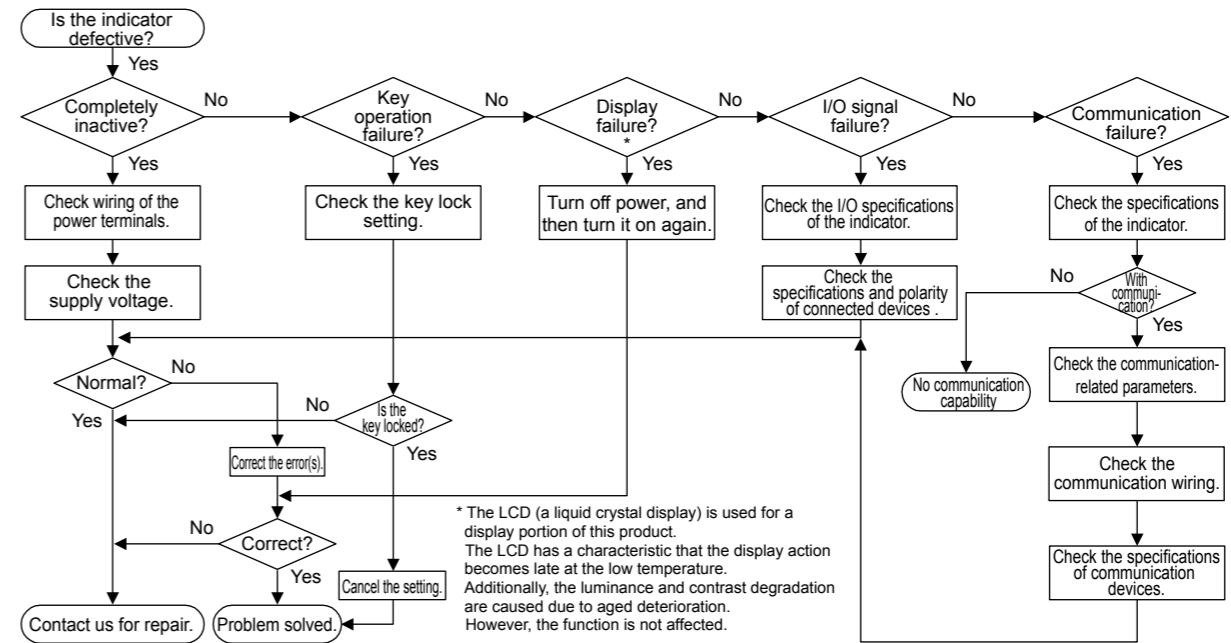 Is the indicator
defective?
Yes
Completely
inactive?
No
Key
operation
failure?
No
Display
failure?
*
No
I/O signal
failure?
No
Communication
failure?
Yes
Yes
Yes
Yes
Yes
Check wiring of the
power terminals.
Check the key lock
setting.
Turn off power, and
then turn it on again.
Check the I/O specifications
of the indicator.
Check the specifications
of the indicator.
Check the
supply voltage.
Check the
specifications and polarity
of connected devices .
No
With
communi-
cation?
Yes
Normal?
No
Yes
No
Is the
key locked?
Yes
No communication
capability
Check the communication-
related parameters.
Correct the error(s).
Check the
communication wiring.
No
Correct?
Yes
Cancel the setting.
* The LCD (a liquid crystal display) is used for a
display portion of this product.
The LCD has a characteristic that the display action
becomes late at the low temperature.
Additionally, the luminance and contrast degradation
are caused due to aged deterioration.
However, the function is not affected.
Check the specifications
of communication
devices.
Contact us for repair.
Problem solved.